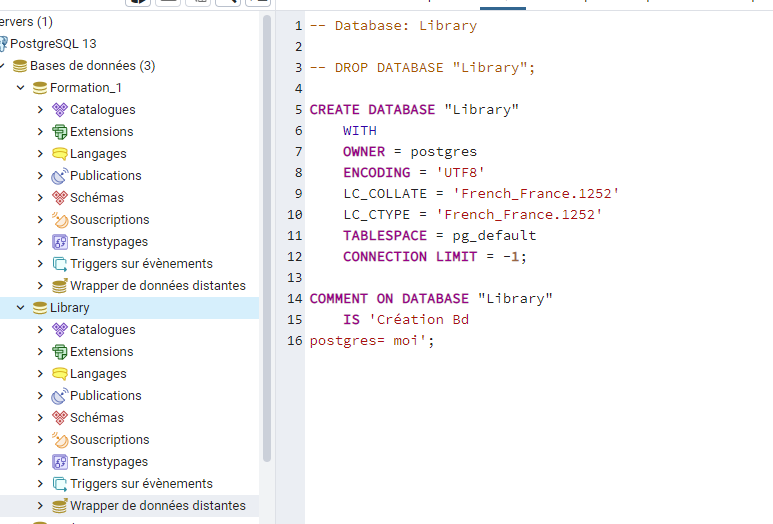 ervers (1)
PostgreSQL 13
Bases de données (3)
Formation_1
Catalogues
Extensions
Langages
Publications
Schémas
Souscriptions
Transtypages
Triggers sur évènements
Wrapper de données distantes
Library
Catalogues
Extensions
Langages
Publications
Schémas
Souscriptions
Transtypages
Triggers sur évènements
Wrapper de données distantes
1 -- Database: Library
2
3 -- DROP DATABASE "Library";
4
5 CREATE DATABASE "Library"
6 WITH
7 OWNER = postgres
8 ENCODING = 'UTF8'
9 LC_COLLATE = 'French_France.1252'
10 LC_CTYPE = 'French_France.1252'
11 TABLESPACE = pg_default
12 CONNECTION LIMIT = -1;
13
14 COMMENT ON DATABASE "Library"
15 IS 'Création Bd
16 postgres= moi';